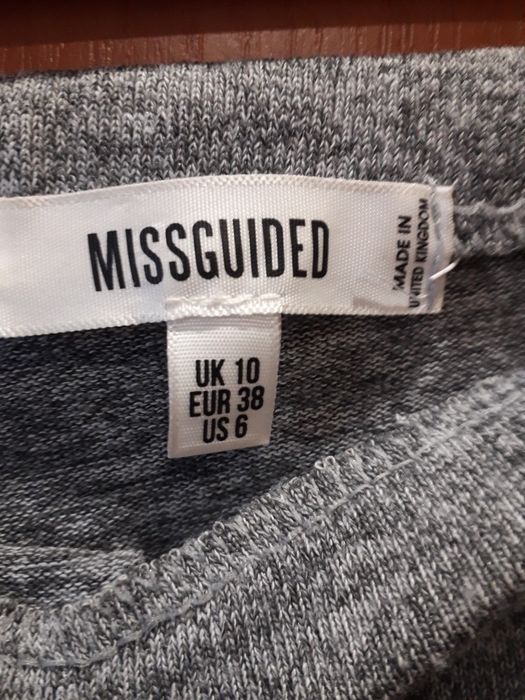 MISSGUIDED
MADE IN
UNITED KINGDOM
UK 10
EUR 38
US 6